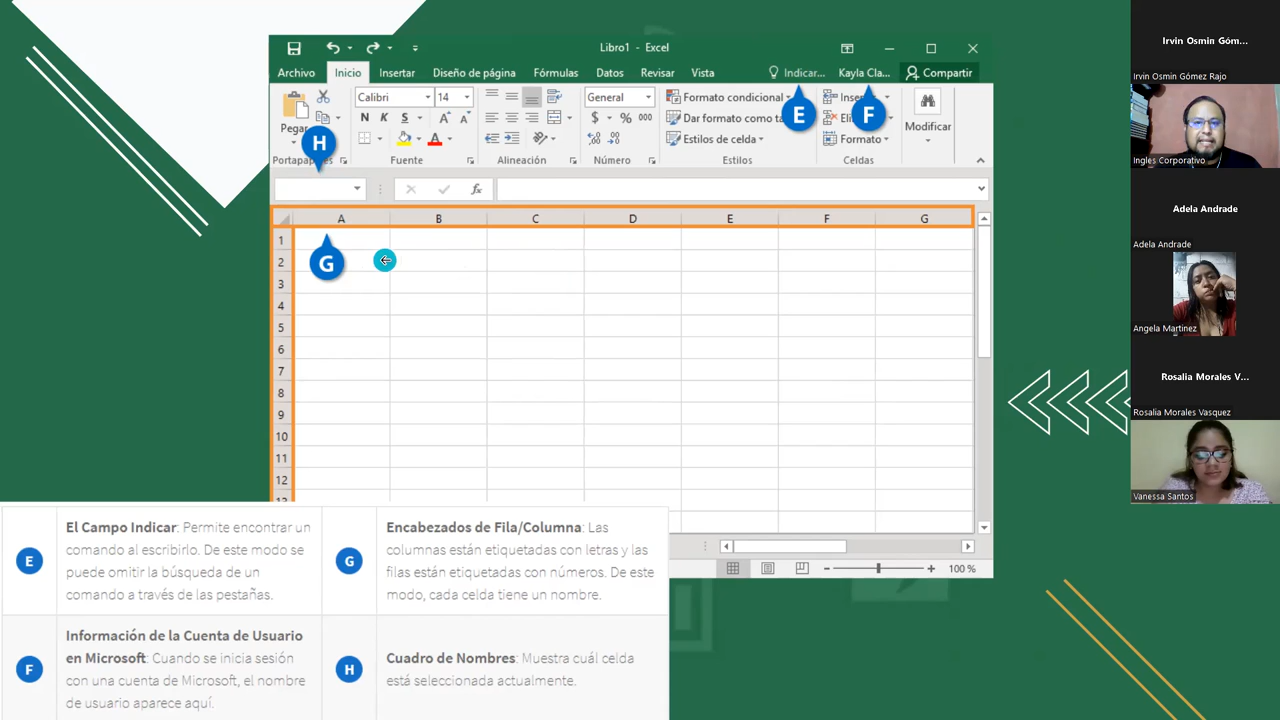 Libro1 - Excel
Archivo Inicio Insertar Diseño de página Fórmulas Datos Revisar Vista Indicar... Kayla Cla... Compartir
Calibri 14 General Formato condicional Inser
Pegar N K S $ % 000 Dar formato como ta E F Eli Modificar
H Estilos de celda Formato
Portapapeles Fuente Alineación Número Estilos Celdas
fx
A B C D E F G
1
2
3
4
5
6
7
8
9
10
11
12
13
G
100 %
E
El Campo Indicar: Permite encontrar un
comando al escribirlo. De este modo se
puede omitir la búsqueda de un
comando a través de las pestañas.
G
Encabezados de Fila/Columna: Las
columnas están etiquetadas con letras y las
filas están etiquetadas con números. De este
modo, cada celda tiene un nombre.
F
Información de la Cuenta de Usuario
en Microsoft: Cuando se inicia sesión
con una cuenta de Microsoft, el nombre
de usuario aparece aquí.
H
Cuadro de Nombres: Muestra cuál celda
está seleccionada actualmente.
Irvin Osmin Góm...
Irvin Osmin Gómez Rajo
Ingles Corporativo
Adela Andrade
Adela Andrade
Angela Martinez
Rosalia Morales V...
Rosalia Morales Vasquez
Vanessa Santos